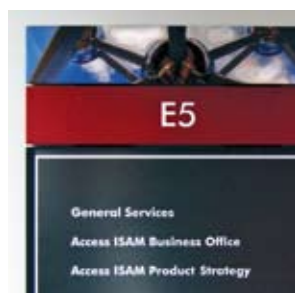 E5
General Services
Access ISAM Business Office
Access ISAM Product Strategy